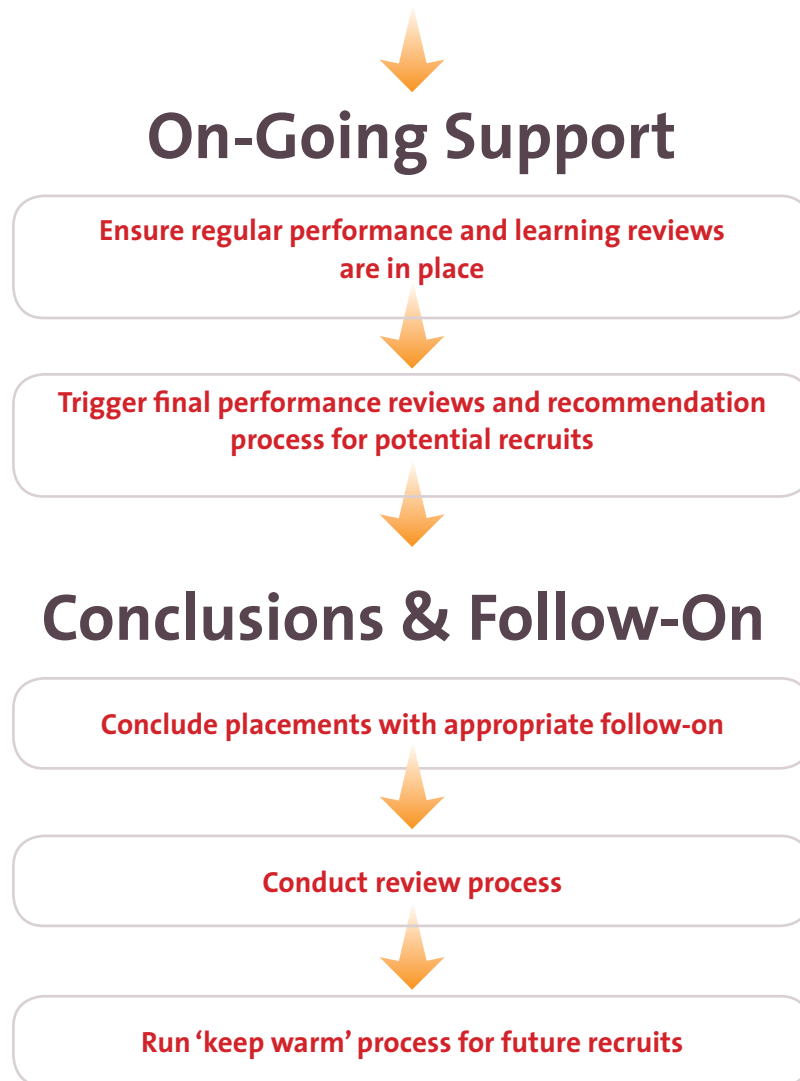 On-Going Support
Ensure regular performance and learning reviews
are in place
Trigger final performance reviews and recommendation
process for potential recruits
Conclusions & Follow-On
Conclude placements with appropriate follow-on
Conduct review process
Run ‘keep warm’ process for future recruits